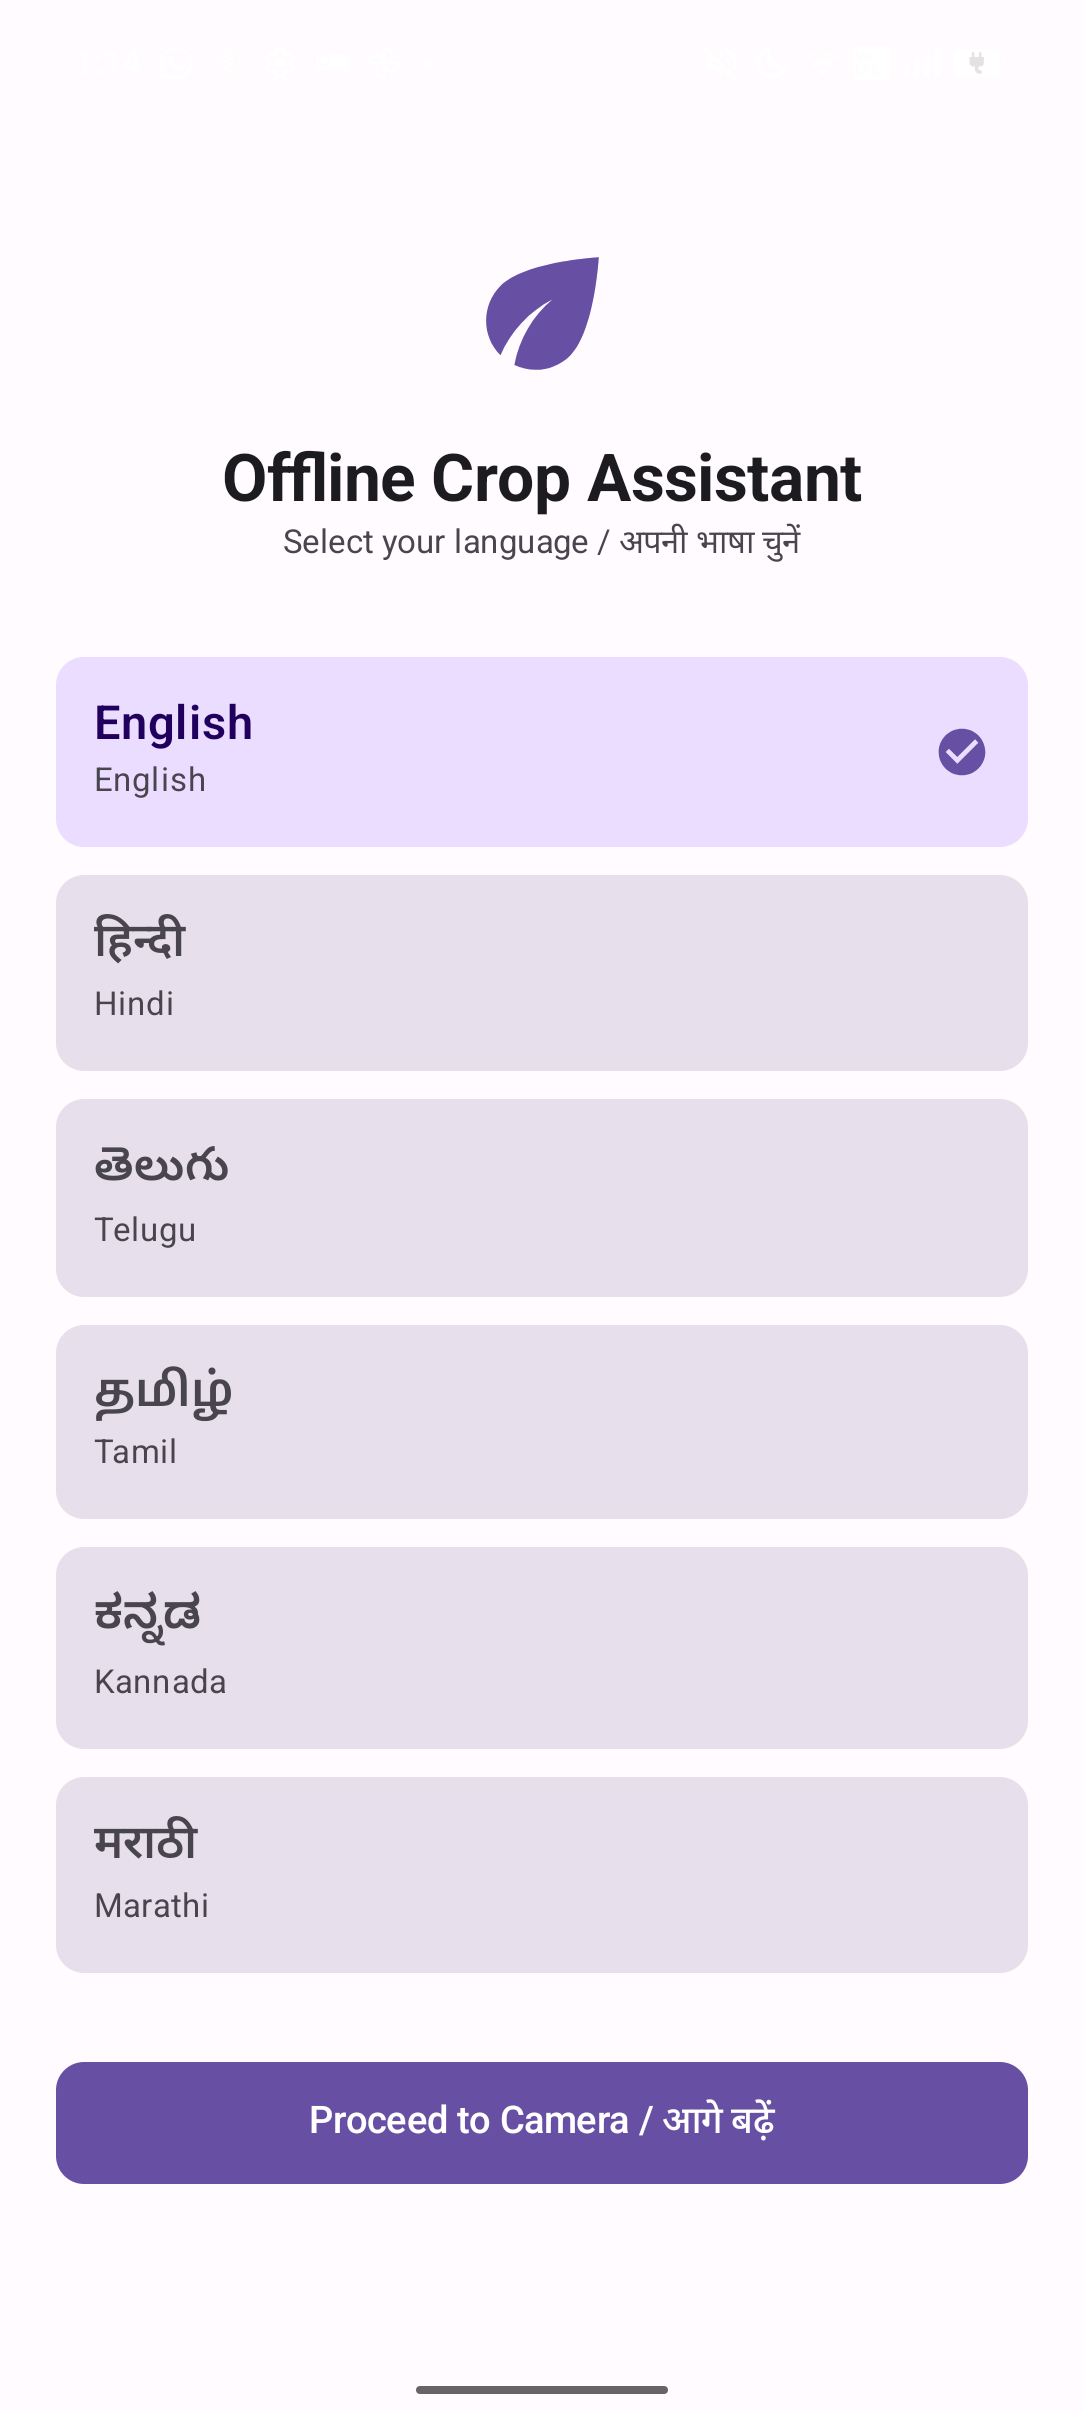 Offline Crop Assistant
Select your language / अपनी भाषा चुनें
English
English
हिन्दी
Hindi
తెలుగు
Telugu
தமிழ்
Tamil
ಕನ್ನಡ
Kannada
मराठी
Marathi
Proceed to Camera / आगे बढ़ें